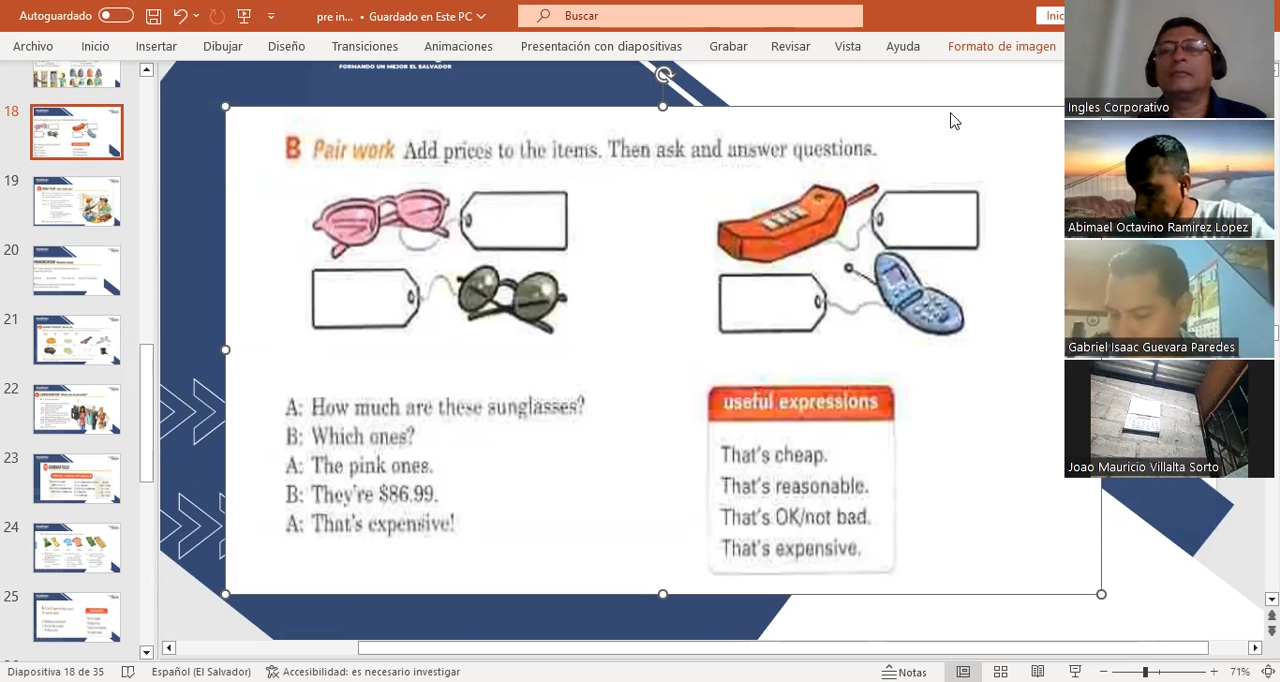 Autoguardado
pre in... • Guardado en Este PC
Buscar
Inic
Archivo Inicio Insertar Dibujar Diseño Transiciones Animaciones Presentación con diapositivas Grabar Revisar Vista Ayuda Formato de imagen
FORMANDO UN MEJOR EL SALVADOR
18
19
20
21
22
23
24
25
B Pair work Add prices to the items. Then ask and answer questions.
A: How much are these sunglasses?
B: Which ones?
A: The pink ones.
B: They're $86.99.
A: That's expensive!
useful expressions
That's cheap.
That's reasonable.
That's OK/not bad.
That's expensive.
Ingles Corporativo
Abimael Octavino Ramirez Lopez
Gabriel Isaac Guevara Paredes
Joao Mauricio Villalta Sorto
Diapositiva 18 de 35 Español (El Salvador) Accesibilidad: es necesario investigar Notas 71%